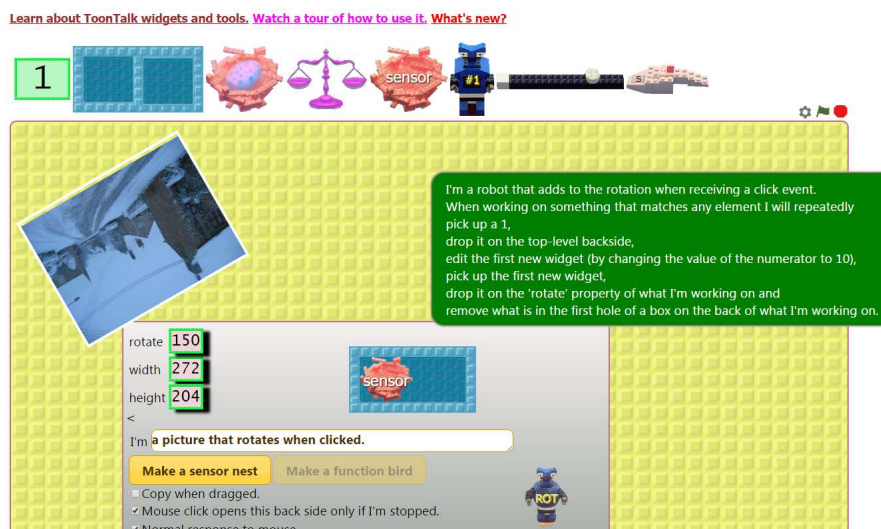 Learn about ToonTalk widgets and tools. Watch a tour of how to use it. What's new?
1
sensor
#1
S
I'm a robot that adds to the rotation when receiving a click event.
When working on something that matches any element I will repeatedly
pick up a 1,
drop it on the top-level backside,
edit the first new widget (by changing the value of the numerator to 10),
pick up the first new widget,
drop it on the 'rotate' property of what I'm working on and
remove what is in the first hole of a box on the back of what I'm working on.
rotate 150
width 272
height 204
<
sensor
I'm a picture that rotates when clicked.
Make a sensor nest Make a function bird
ROT
Copy when dragged.
Mouse click opens this back side only if I'm stopped.
Normal response to mouse